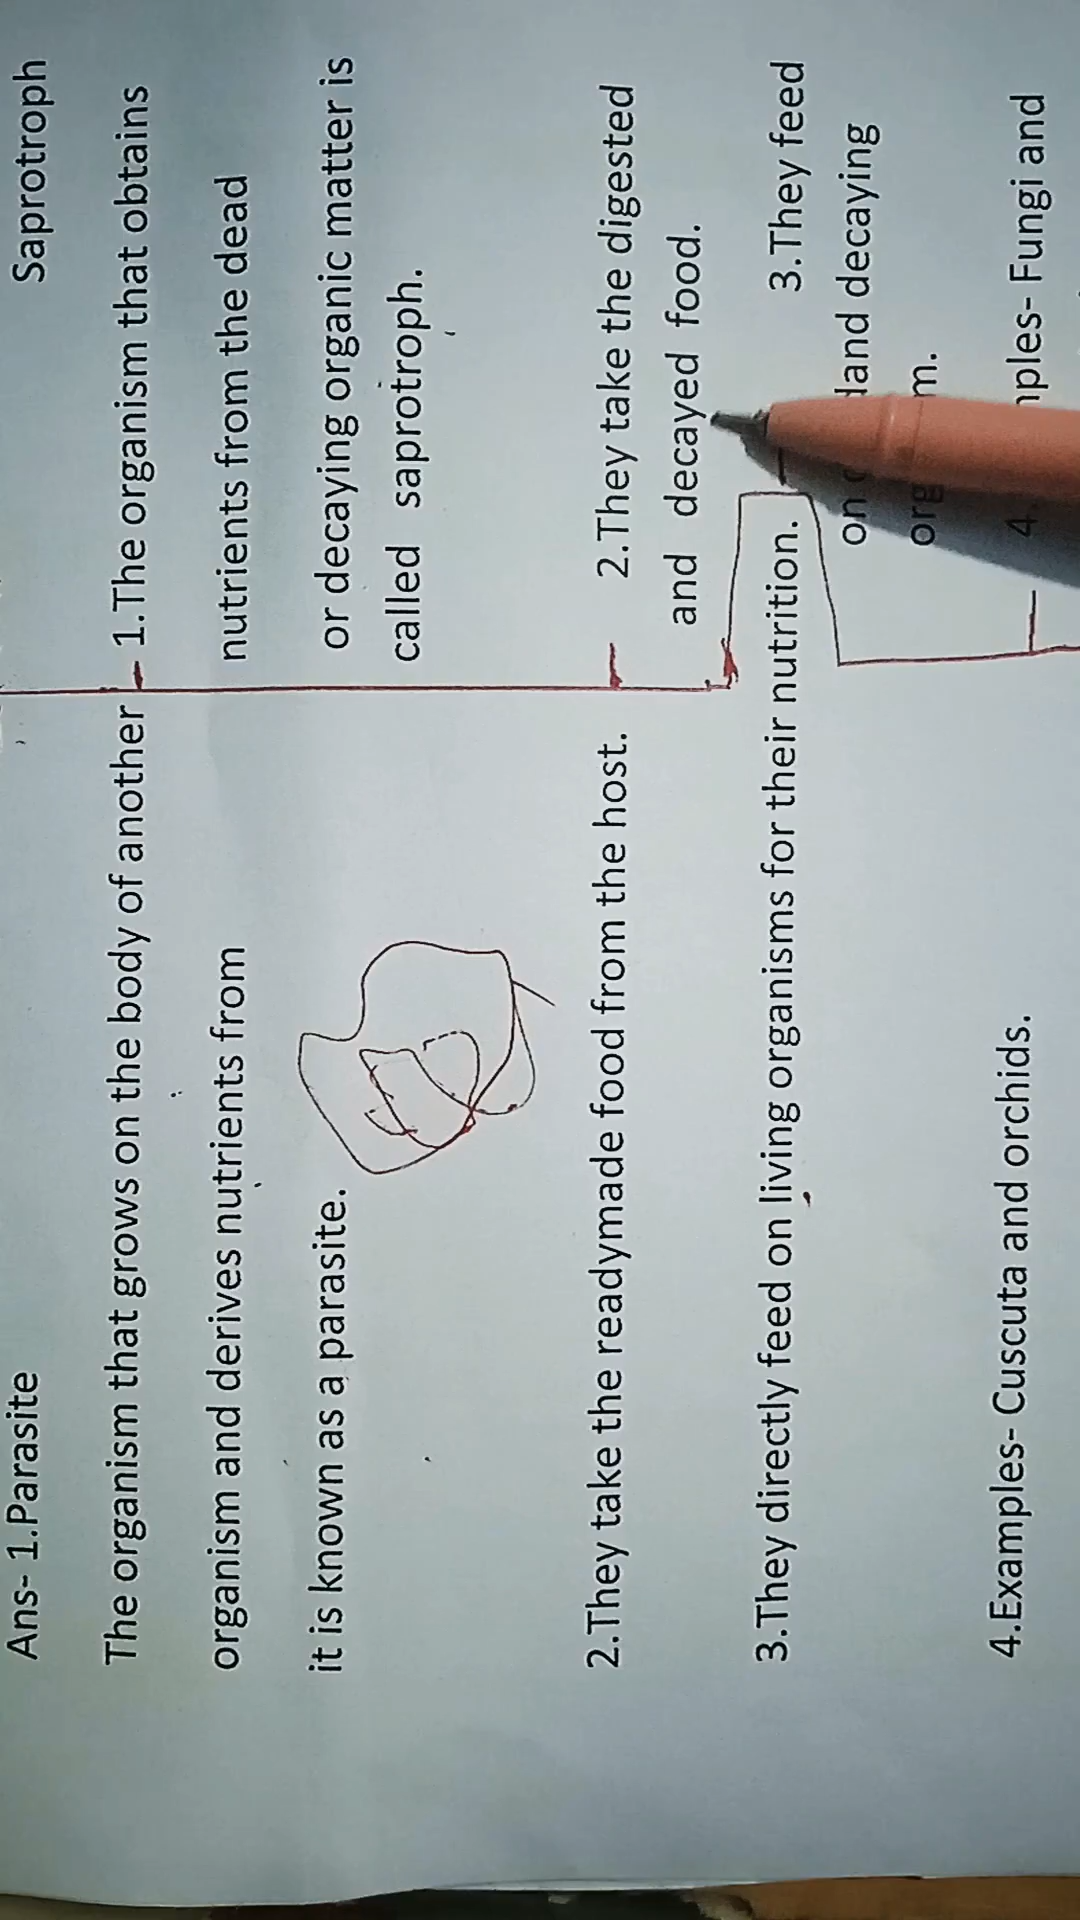 Ans- 1.Parasite
The organism that grows on the body of another
organism and derives nutrients from
it is known as a parasite.
2.They take the readymade food from the host.
3.They directly feed on living organisms for their nutrition.
4.Examples- Cuscuta and orchids.
Saprotroph
1.The organism that obtains
nutrients from the dead
or decaying organic matter is
called saprotroph.
2.They take the digested
and decayed food.
3.They feed
on decaying
4. Fungi and